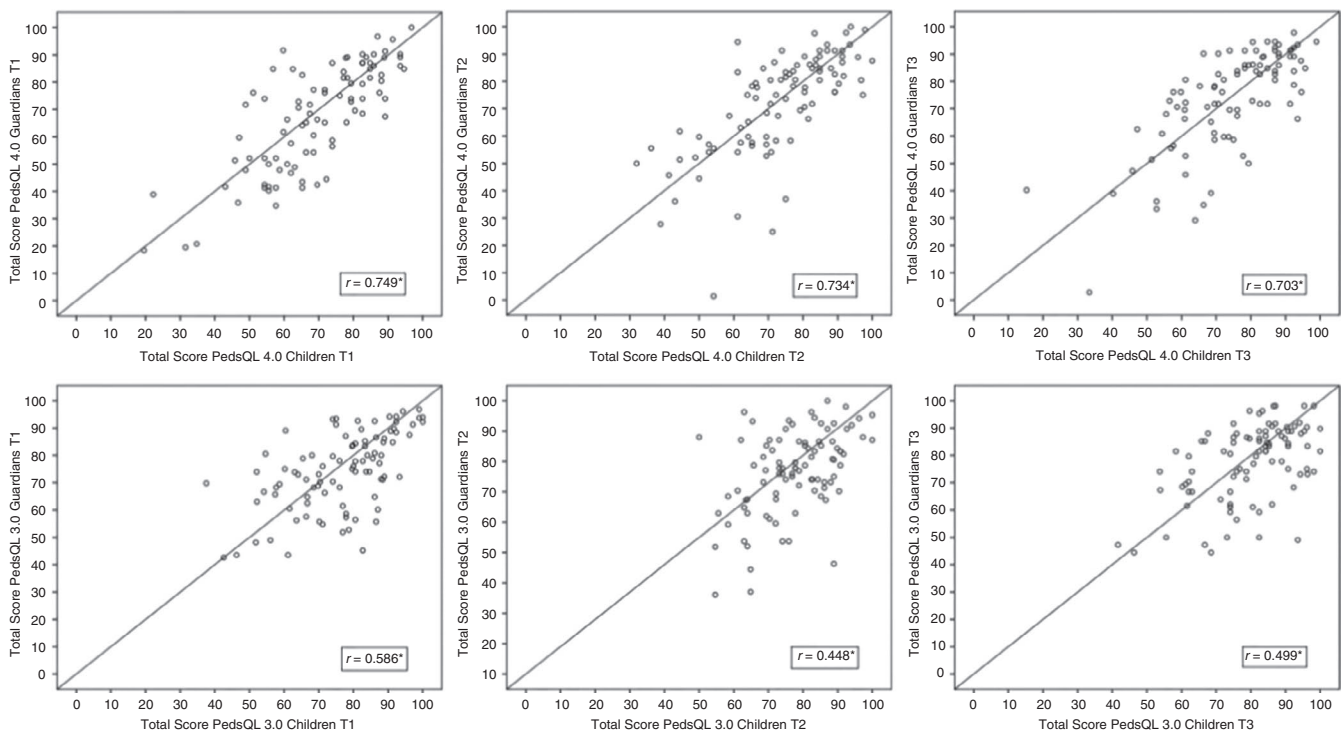 Total Score PedsQL 4.0 Guardians T1
100
90
80
70
60
50
40
30
20
10
0
r = 0.749*
0 10 20 30 40 50 60 70 80 90 100
Total Score PedsQL 4.0 Children T1
Total Score PedsQL 4.0 Guardians T2
100
90
80
70
60
50
40
30
20
10
0
r = 0.734*
0 10 20 30 40 50 60 70 80 90 100
Total Score PedsQL 4.0 Children T2
Total Score PedsQL 4.0 Guardians T3
100
90
80
70
60
50
40
30
20
10
0
r = 0.703*
0 10 20 30 40 50 60 70 80 90 100
Total Score PedsQL 4.0 Children T3
Total Score PedsQL 3.0 Guardians T1
100
90
80
70
60
50
40
30
20
10
0
r = 0.586*
0 10 20 30 40 50 60 70 80 90 100
Total Score PedsQL 3.0 Children T1
Total Score PedsQL 3.0 Guardians T2
100
90
80
70
60
50
40
30
20
10
r = 0.448*
0 10 20 30 40 50 60 70 80 90 100
Total Score PedsQL 3.0 Children T2
Total Score PedsQL 3.0 Guardians T3
100
90
80
70
60
50
40
30
20
10
0
r = 0.499*
0 10 20 30 40 50 60 70 80 90 100
Total Score PedsQL 3.0 Children T3